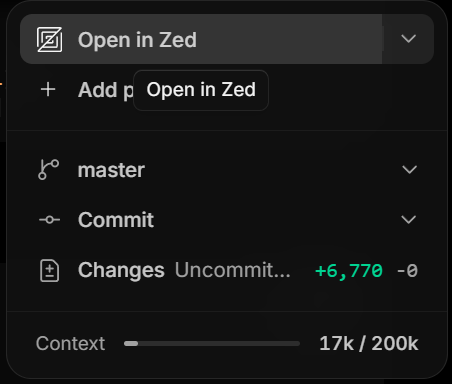 Open in Zed
Add p
Open in Zed
master
Commit
Changes Uncommit... +6,770 -0
Context 17k / 200k